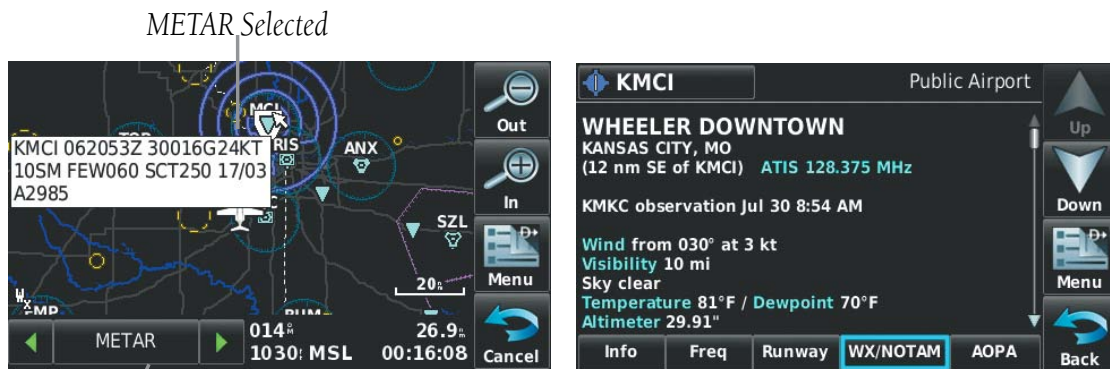 METAR Selected
MCI
Out
TOP
KMCI 062053Z 30016G24KT
10SM FEW060 SCT250 17/03
A2985
RIS
ANX
In
SZL
Menu
20
METAR
014°
26.9
1030 MSL
00:16:08
Cancel
KMCI
Public Airport
Up
WHEELER DOWNTOWN
KANSAS CITY, MO
(12 nm SE of KMCI) ATIS 128.375 MHz
Down
KMKC observation Jul 30 8:54 AM
Wind from 030° at 3 kt
Visibility 10 mi
Sky clear
Menu
Temperature 81°F / Dewpoint 70°F
Altimeter 29.91"
Info
Freq
Runway
WX/NOTAM
AOPA
Back